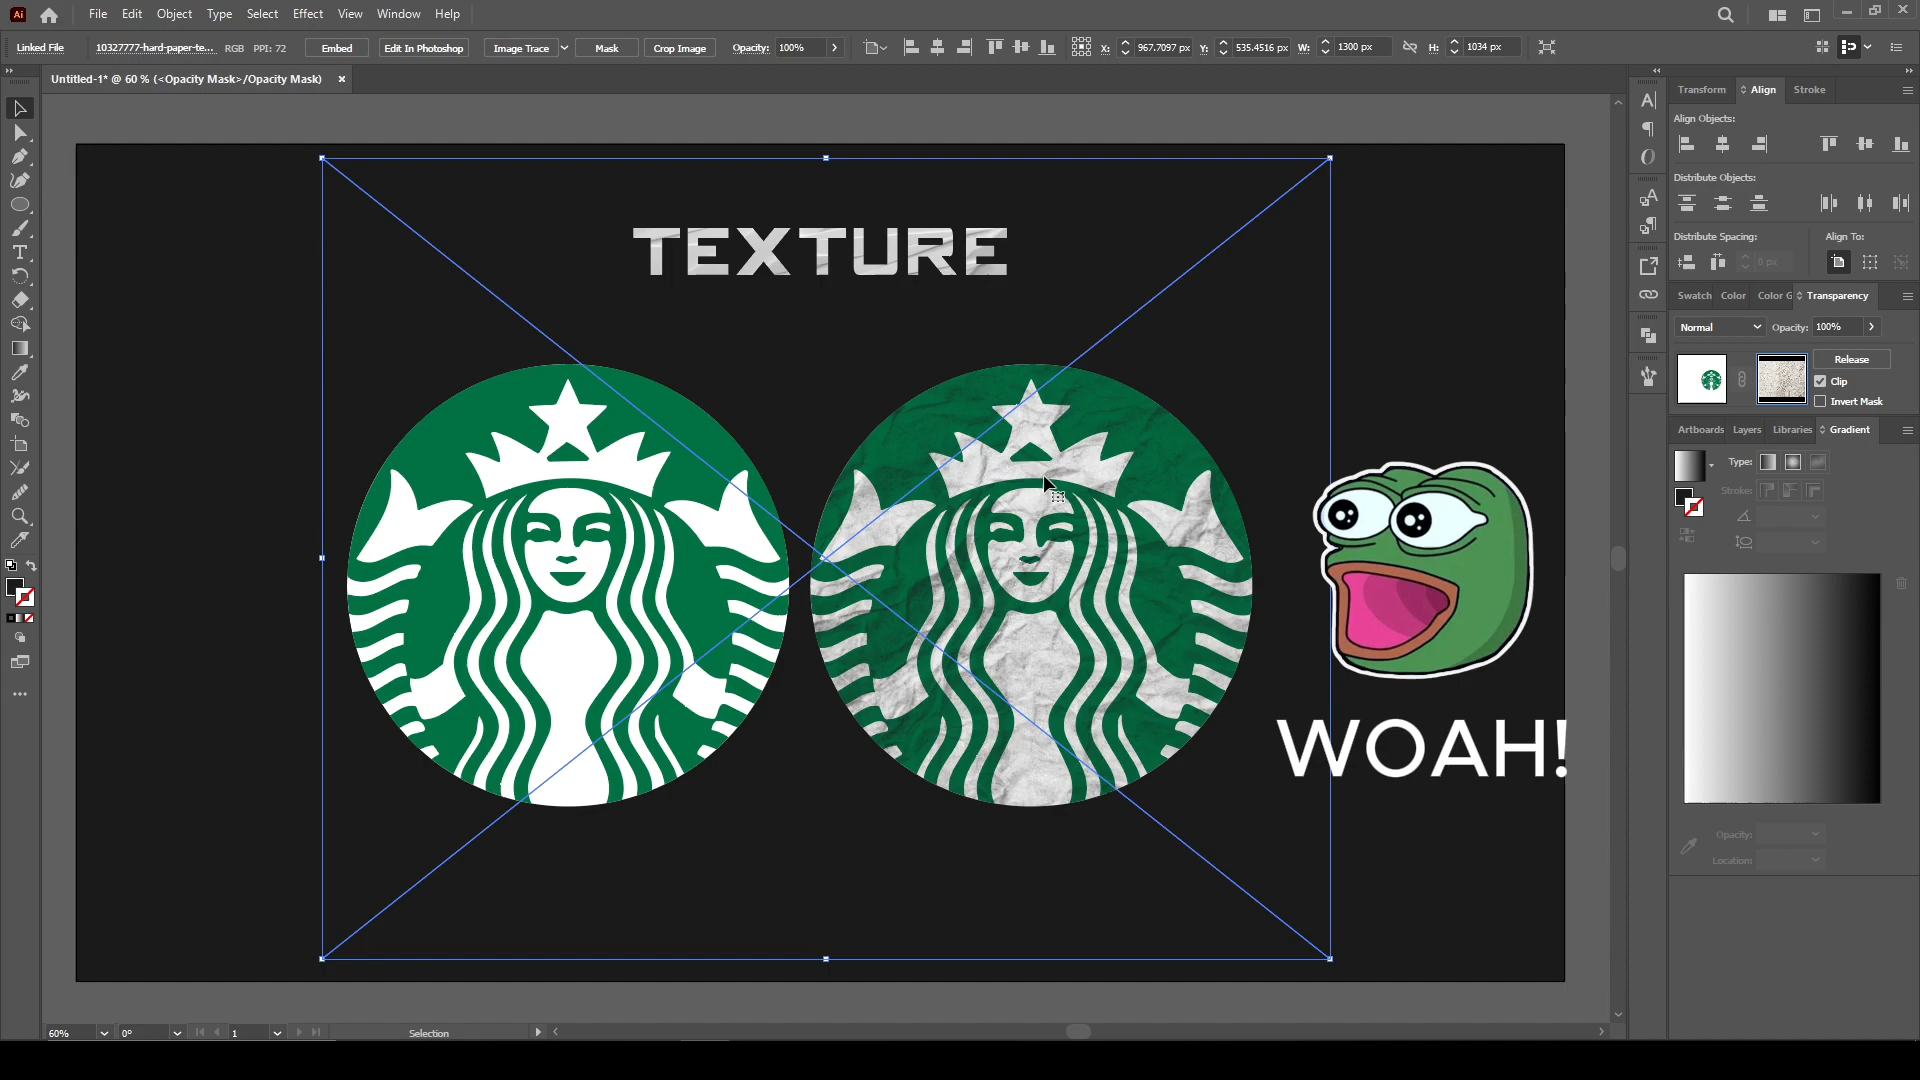 Ai File Edit Object Type Select Effect View Window Help
Linked File 10327777-hard-paper-te... RGB PPI: 72 Embed Edit In Photoshop Image Trace Mask Crop Image Opacity: 100% X: 967.7097 px Y: 535.4516 px W: 1300 px H: 1034 px
Untitled-1* @ 60 % (<Opacity Mask>/Opacity Mask) ×
Transform Align Stroke
Align Objects:
Distribute Objects:
Distribute Spacing: Align To:
0 px
Swatch Color Color G Transparency
Normal Opacity: 100%
Release
Clip
Invert Mask
Artboards Layers Libraries Gradient
Type:
Stroke:
Opacity:
Location:
TEXTURE
WOAH!
60% 0° 1 Selection